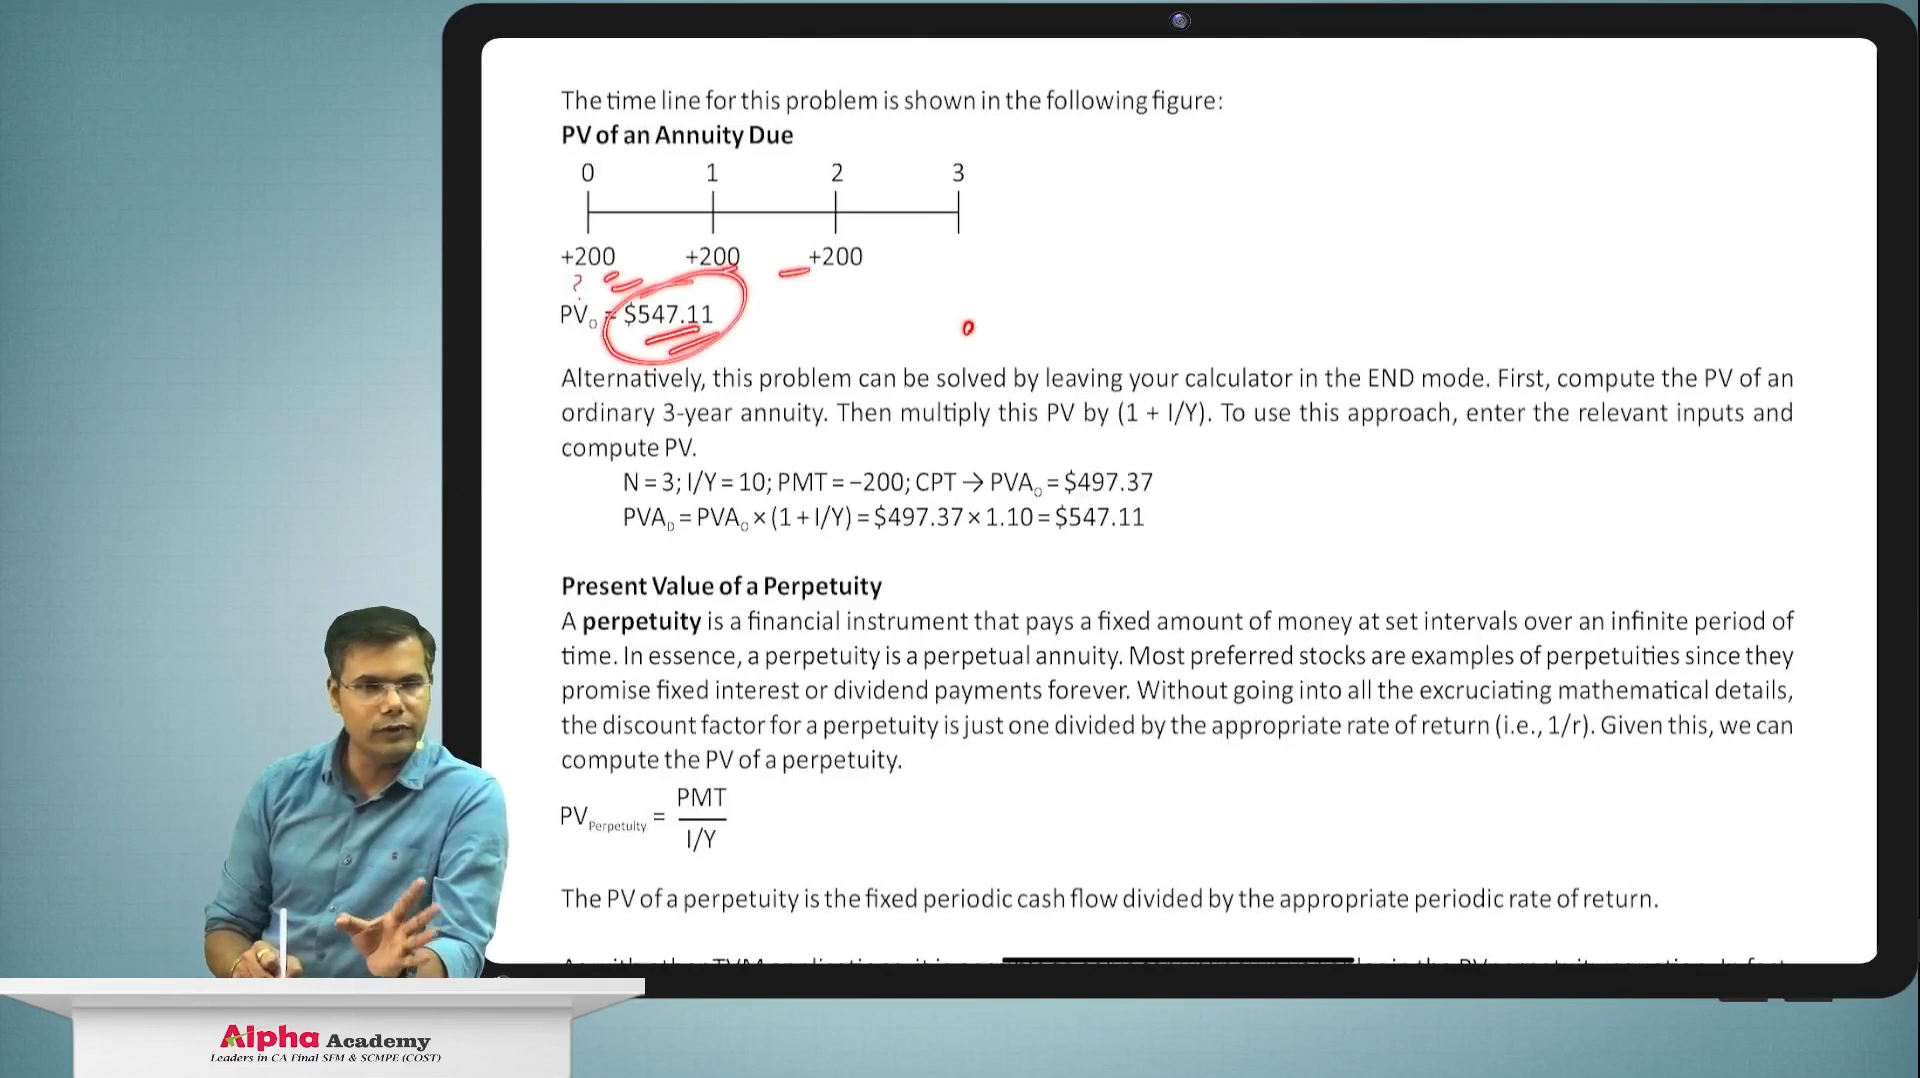 The time line for this problem is shown in the following figure:
PV of an Annuity Due
0 1 2 3
+200 +200 +200
?
PV₀ = $547.11
0
Alternatively, this problem can be solved by leaving your calculator in the END mode. First, compute the PV of an
ordinary 3-year annuity. Then multiply this PV by (1 + I/Y). To use this approach, enter the relevant inputs and
compute PV.
N = 3; I/Y = 10; PMT = −200; CPT → PVAₒ = $497.37
PVA_D = PVAₒ × (1 + I/Y) = $497.37 × 1.10 = $547.11
Present Value of a Perpetuity
A perpetuity is a financial instrument that pays a fixed amount of money at set intervals over an infinite period of
time. In essence, a perpetuity is a perpetual annuity. Most preferred stocks are examples of perpetuities since they
promise fixed interest or dividend payments forever. Without going into all the excruciating mathematical details,
the discount factor for a perpetuity is just one divided by the appropriate rate of return (i.e., 1/r). Given this, we can
compute the PV of a perpetuity.
PV Perpetuity = PMT / I/Y
The PV of a perpetuity is the fixed periodic cash flow divided by the appropriate periodic rate of return.
Alpha Academy
Leaders in CA Final SFM & SCMPE (COST)